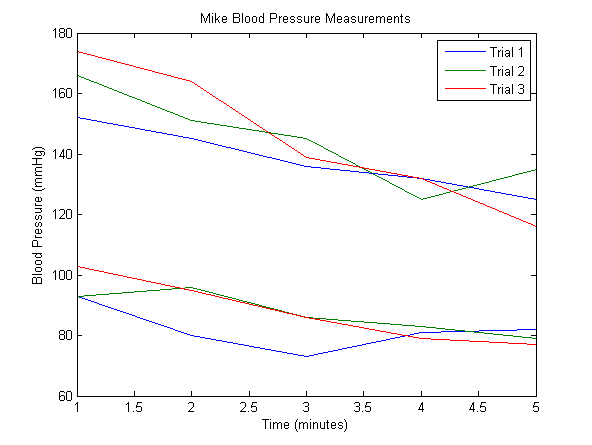 Mike Blood Pressure Measurements
180
160
140
120
100
80
60
Blood Pressure (mmHg)
Trial 1
Trial 2
Trial 3
1 1.5 2 2.5 3 3.5 4 4.5 5
Time (minutes)